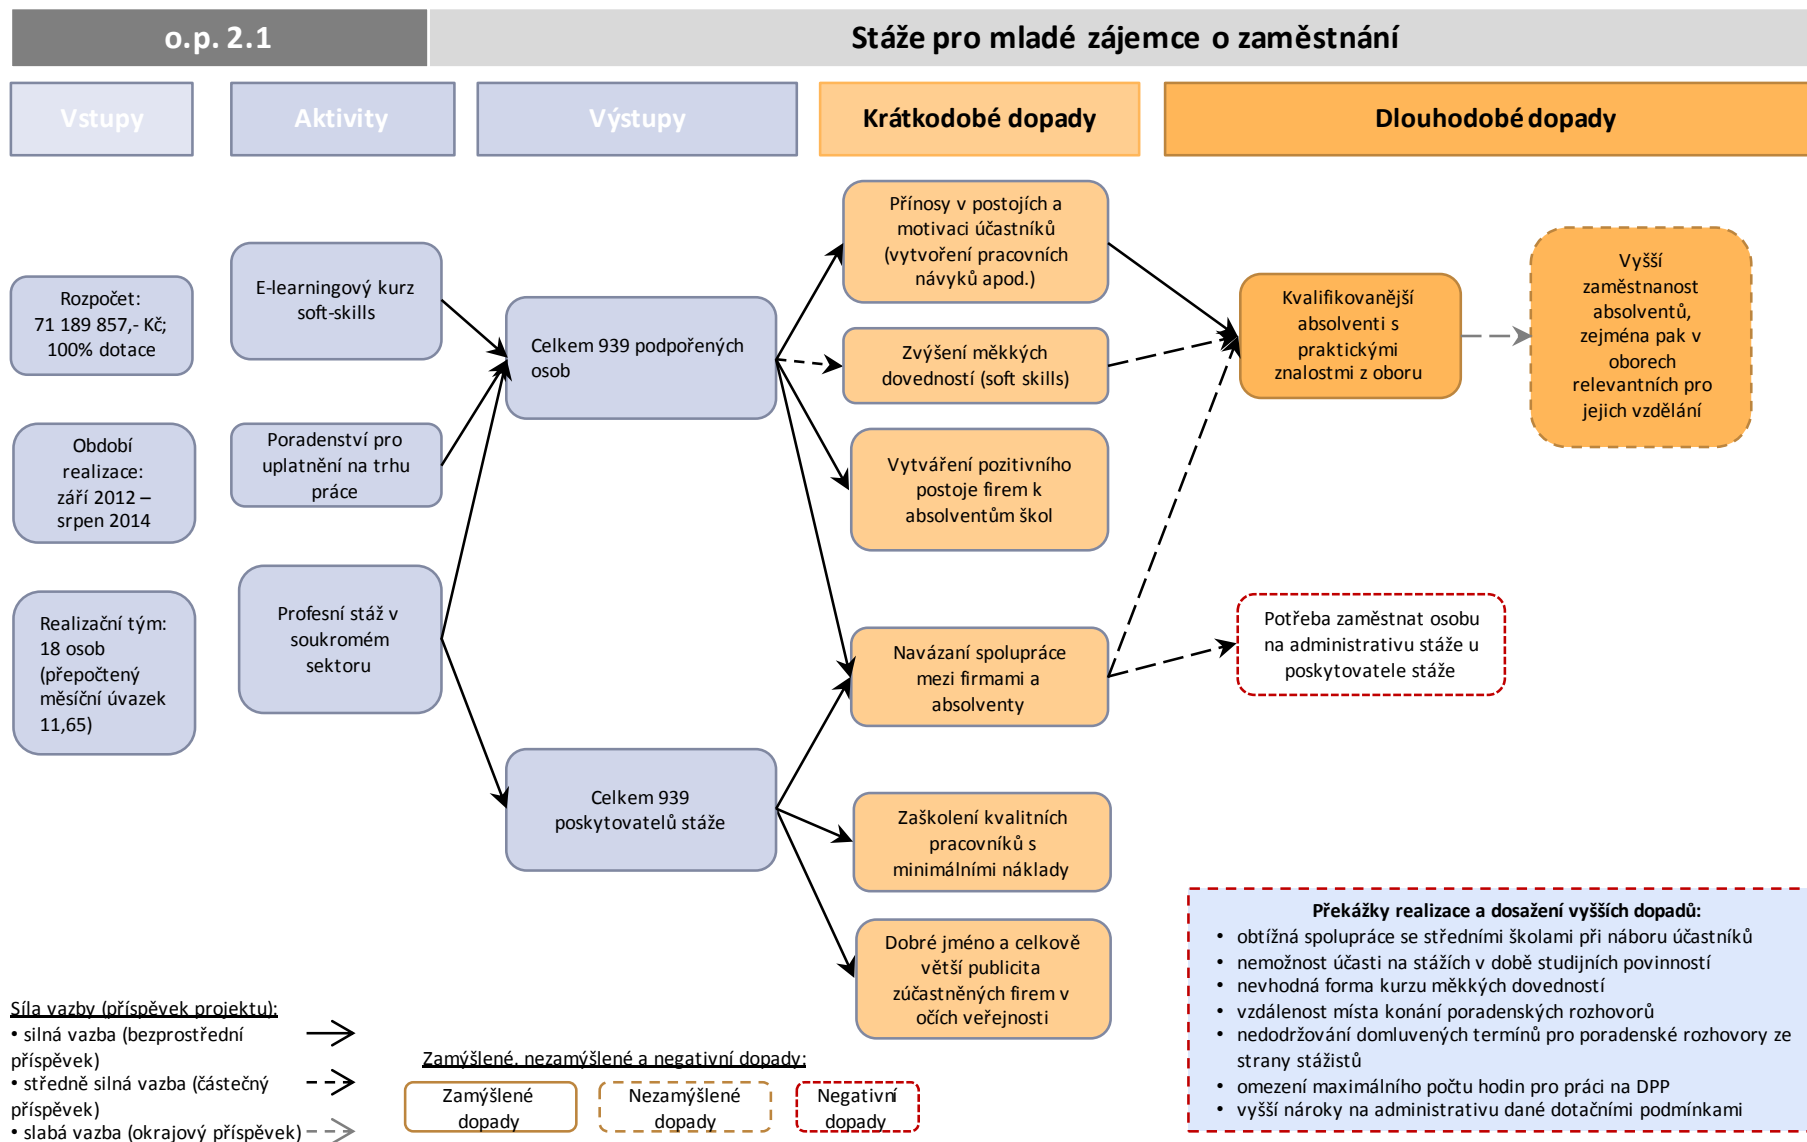 o.p. 2.1
Stáže pro mladé zájemce o zaměstnání
Vstupy
Aktivity
Výstupy
Krátkodobé dopady
Dlouhodobé dopady
Rozpočet:
71 189 857,- Kč;
100% dotace
Období
realizace:
září 2012 –
srpen 2014
Realizační tým:
18 osob
(přepočtený
měsíční úvazek
11,65)
E-learningový kurz
soft-skills
Poradenství pro
uplatnění na trhu
práce
Profesní stáž v
soukromém
sektoru
Celkem 939 podpořených
osob
Celkem 939
poskytovatelů stáže
Přínosy v postojích a
motivaci účastníků
(vytvoření pracovních
návyků apod.)
Zvýšení měkkých
dovedností (soft skills)
Vytváření pozitivního
postoje firem k
absolventům škol
Navázaní spolupráce
mezi firmami a
absolventy
Zaškolení kvalitních
pracovníků s
minimálními náklady
Dobré jméno a celkově
větší publicita
zúčastněných firem v
očích veřejnosti
Kvalifikovanější
absolventi s
praktickými
znalostmi z oboru
Vyšší
zaměstnanost
absolventů,
zejména pak v
oborech
relevantních pro
jejich vzdělání
Potřeba zaměstnat osobu
na administrativu stáže u
poskytovatele stáže
Překážky realizace a dosažení vyšších dopadů:
• obtížná spolupráce se středními školami při náboru účastníků
• nemožnost účasti na stážích v době studijních povinností
• nevhodná forma kurzu měkkých dovedností
• vzdálenost místa konání poradenských rozhovorů
• nedodržování domluvených termínů pro poradenské rozhovory ze
strany stážistů
• omezení maximálního počtu hodin pro práci na DPP
• vyšší nároky na administrativu dané dotačními podmínkami
Síla vazby (příspěvek projektu):
• silná vazba (bezprostřední
příspěvek)
• středně silná vazba (částečný
příspěvek)
• slabá vazba (okrajový příspěvek)
Zamýšlené, nezamýšlené a negativní dopady:
Zamýšlené
dopady
Nezamýšlené
dopady
Negativní
dopady